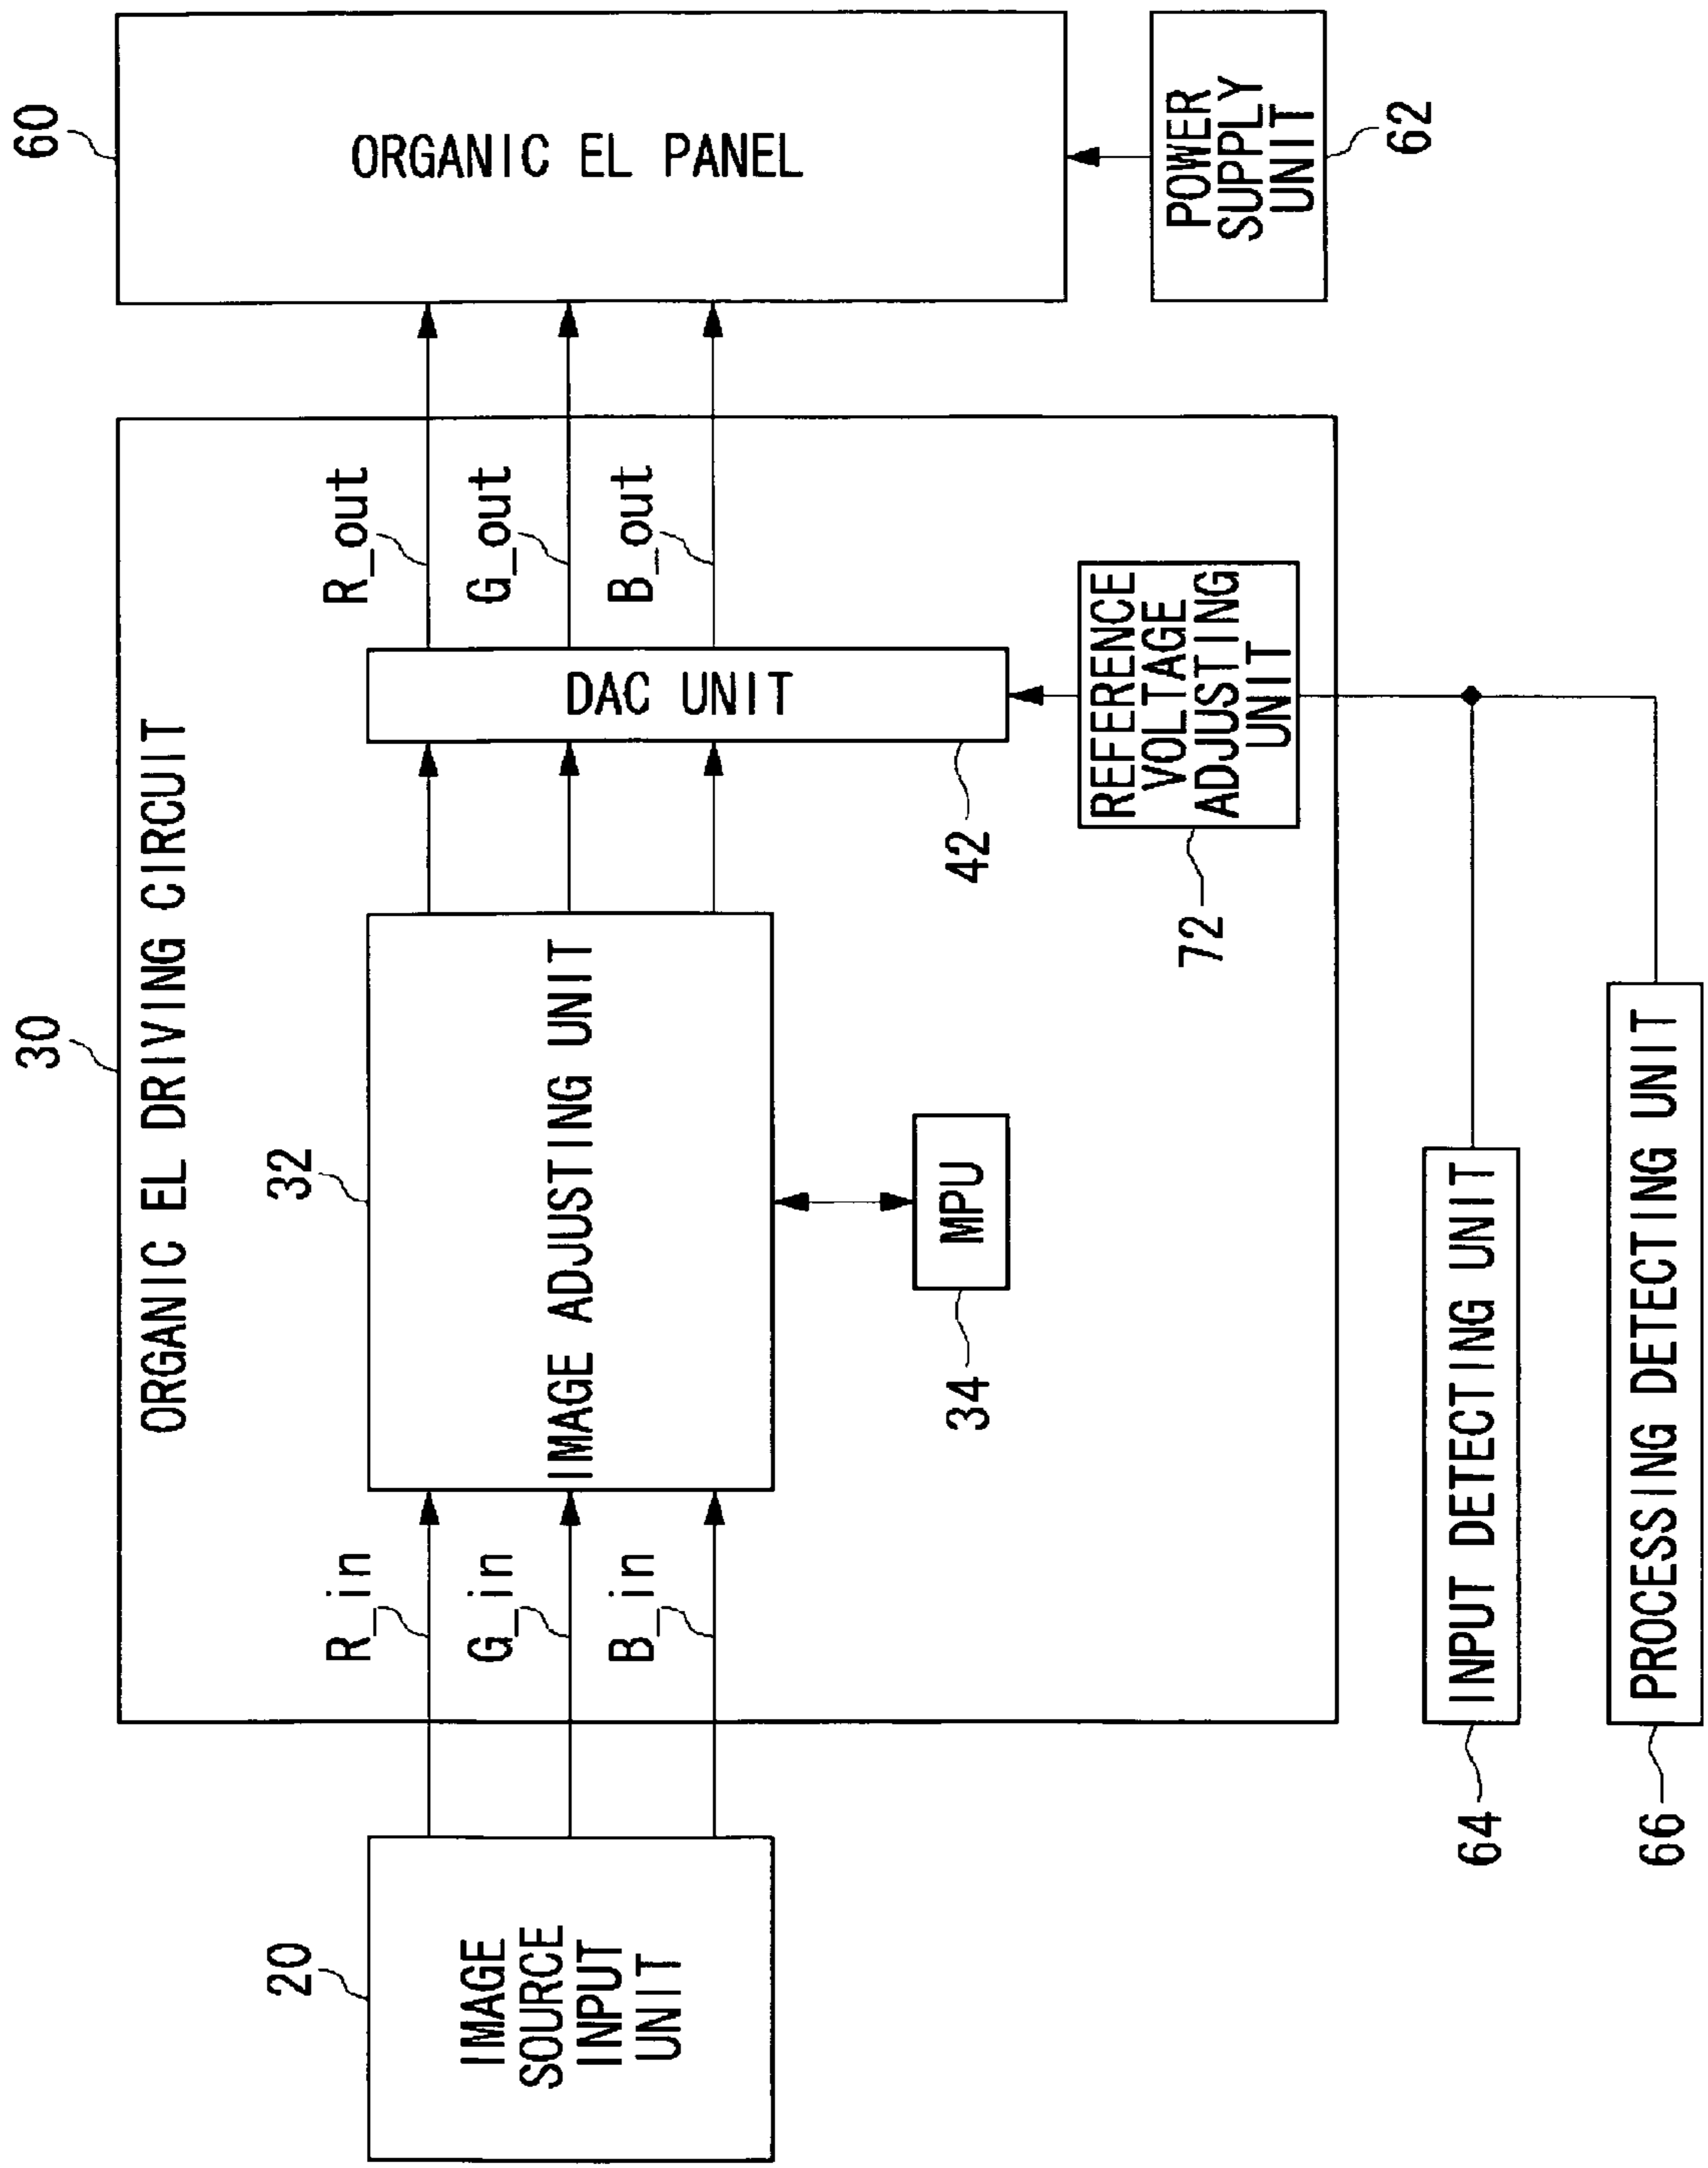 20
IMAGE
SOURCE
INPUT
UNIT
30
ORGANIC EL DRIVING CIRCUIT
R_in
G_in
B_in
32
IMAGE ADJUSTING UNIT
34
MPU
R_out
G_out
B_out
DAC UNIT
42
REFERENCE
VOLTAGE
ADJUSTING
UNIT
72
60
ORGANIC EL PANEL
POWER
SUPPLY
UNIT
62
64
INPUT DETECTING UNIT
66
PROCESSING DETECTING UNIT